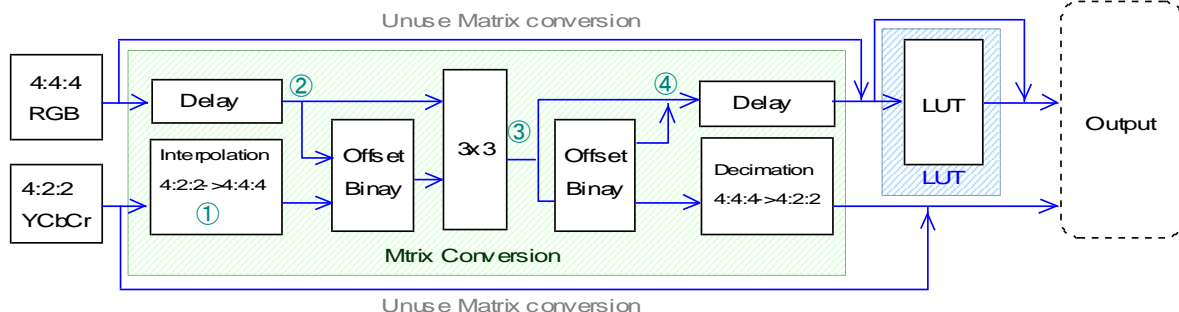 Unuse Matrix conversion
4:4:4
RGB
Delay
②
④
Delay
LUT
LUT
Output
4:2:2
YCbCr
Interpolation
4:2:2->4:4:4
①
Offset
Binay
3x3
③
Offset
Binay
Decimation
4:4:4->4:2:2
Mtrix Conversion
Unuse Matrix conversion